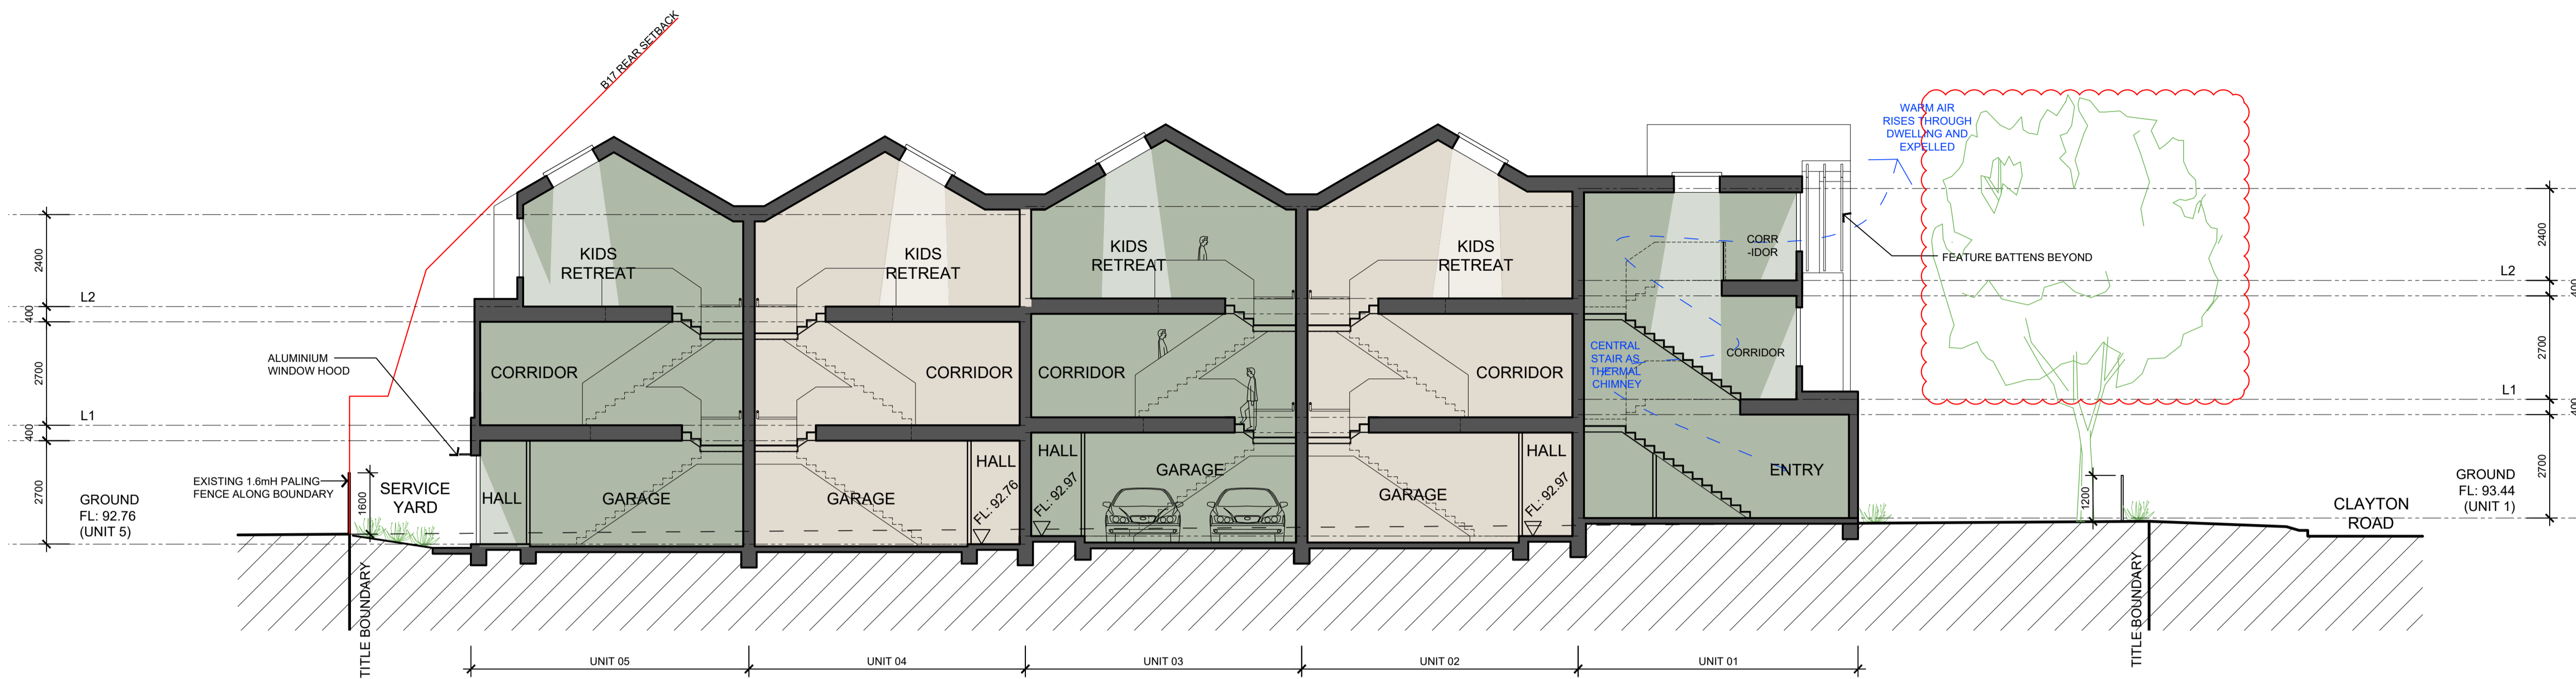 B17 REAR SETBACK
WARM AIR
RISES THROUGH
DWELLING AND
EXPELLED
2400
L2
400
2700
L1
400
2700
ALUMINIUM
WINDOW HOOD
EXISTING 1.6mH PALING
FENCE ALONG BOUNDARY
1600
SERVICE
YARD
GROUND
FL: 92.76
(UNIT 5)
TITLE BOUNDARY
KIDS
RETREAT
KIDS
RETREAT
KIDS
RETREAT
KIDS
RETREAT
CORR
-IDOR
FEATURE BATTENS BEYOND
CORRIDOR
CORRIDOR
CORRIDOR
CORRIDOR
CENTRAL
STAIR AS
THERMAL
CHIMNEY
CORRIDOR
HALL
GARAGE
GARAGE
HALL
FL: 92.76
HALL
FL: 92.97
GARAGE
GARAGE
HALL
FL: 92.97
ENTRY
1200
TITLE BOUNDARY
CLAYTON
ROAD
GROUND
FL: 93.44
(UNIT 1)
2400
L2
400
2700
L1
400
2700
UNIT 05
UNIT 04
UNIT 03
UNIT 02
UNIT 01